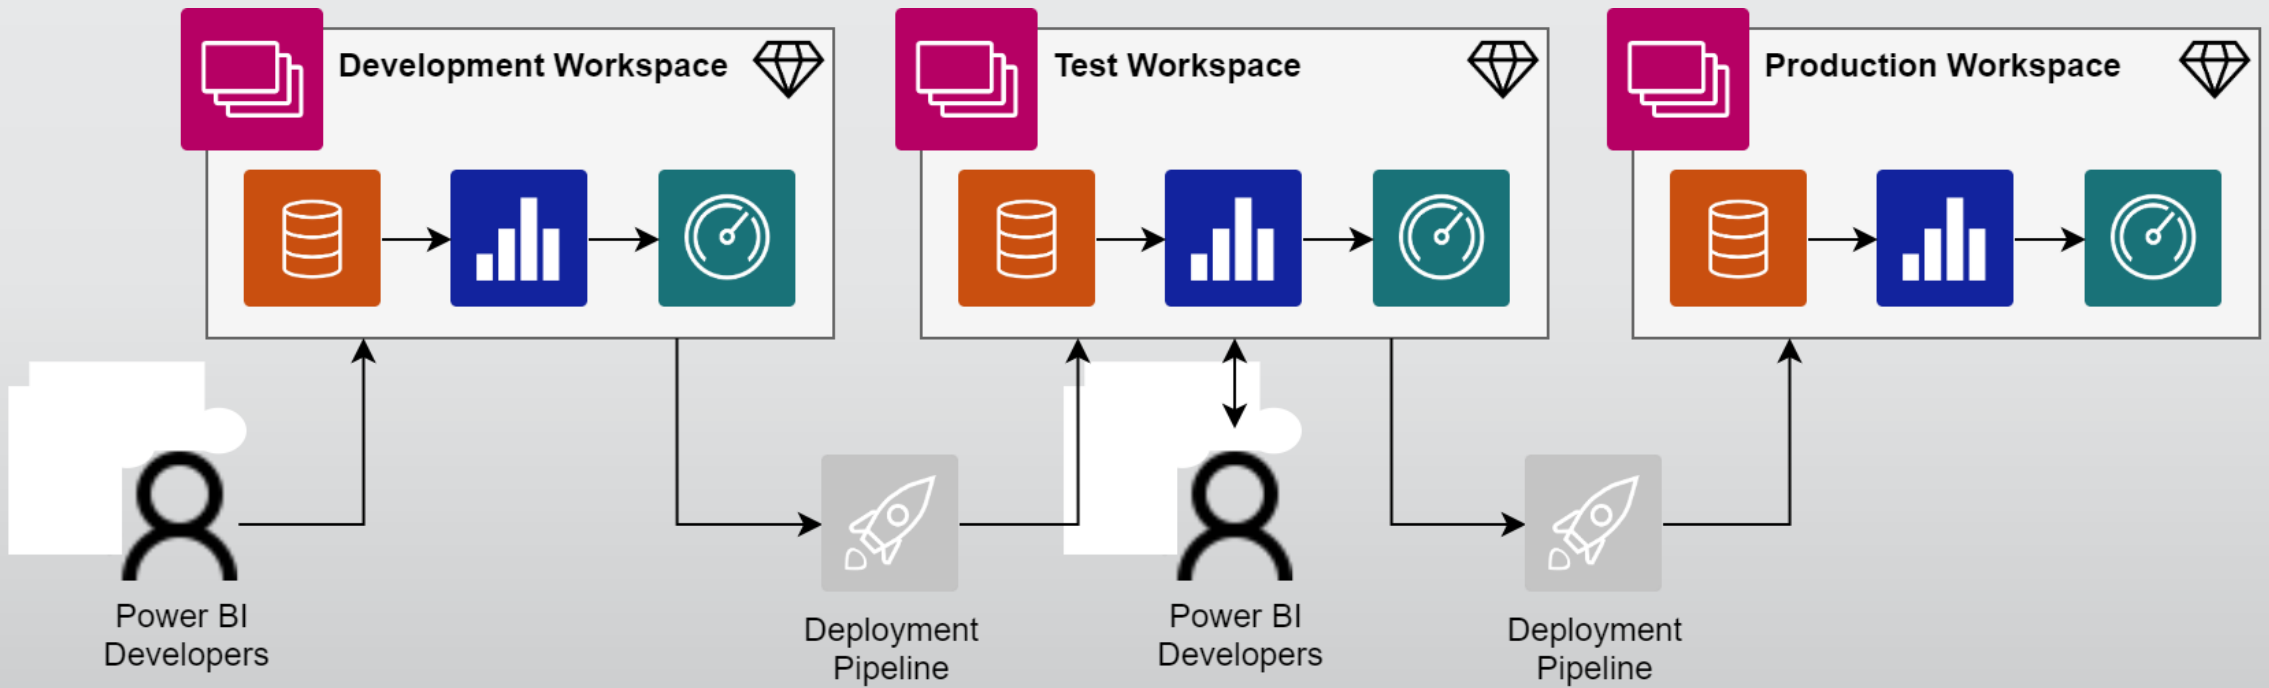 Development Workspace
Test Workspace
Production Workspace
Power BI
Developers
Deployment
Pipeline
Power BI
Developers
Deployment
Pipeline